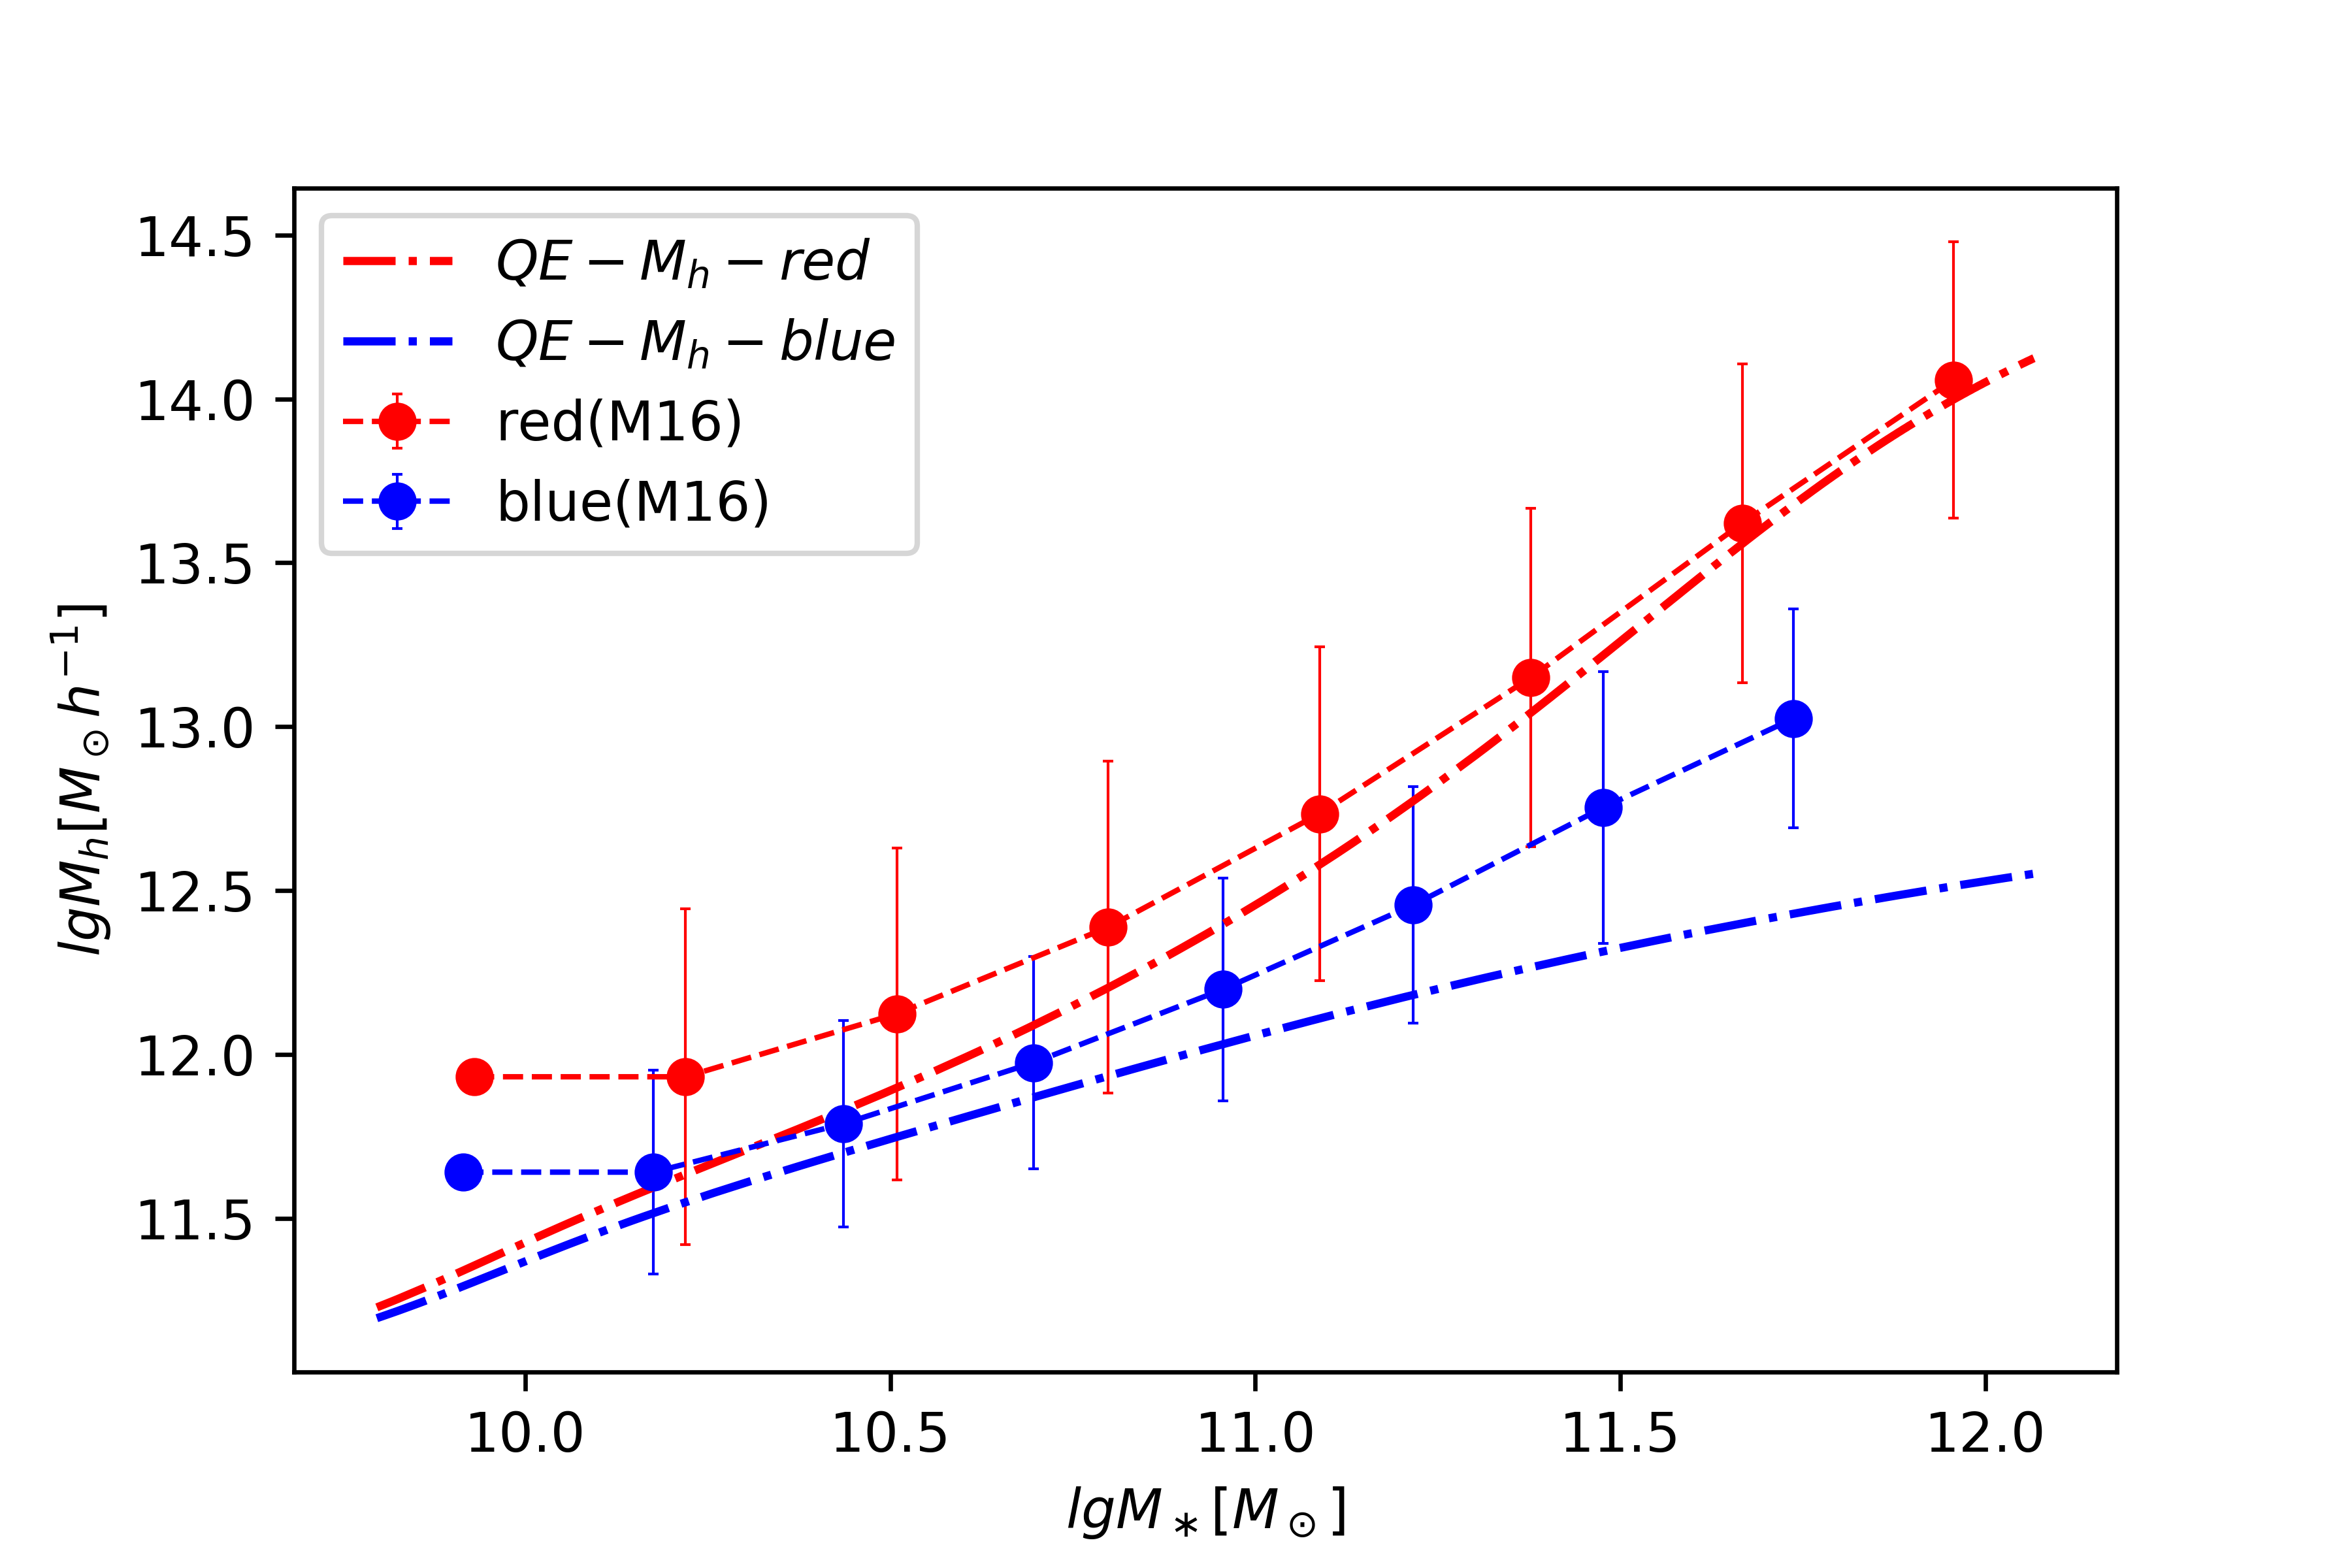 QE − M_h − red
QE − M_h − blue
red(M16)
blue(M16)
14.5
14.0
13.5
13.0
12.5
12.0
11.5
lgM_h[M_⊙h^{−1}]
10.0 10.5 11.0 11.5 12.0
lgM_*[M_⊙]